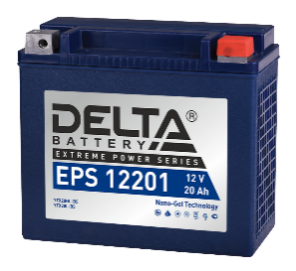 DELTA®
BATTERY
EXTREME POWER SERIES
EPS 12201
12 V
20 Ah
Nano-Gel Technology